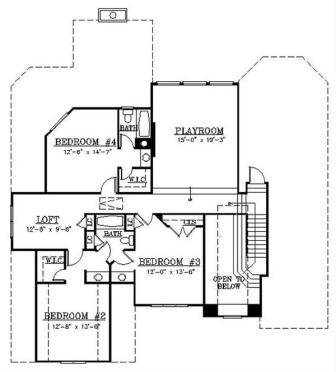 BATH
PLAYROOM
15'-0" x 19'-3"
BEDROOM #4
12'-6" x 14'-7"
W.I.C
LOFT
12'-8" x 9'-6"
BATH
CLS
W.I.C
BEDROOM #3
12'-0" x 13'-6"
OPEN TO
BELOW
BEDROOM #2
12'-8" x 13'-6"